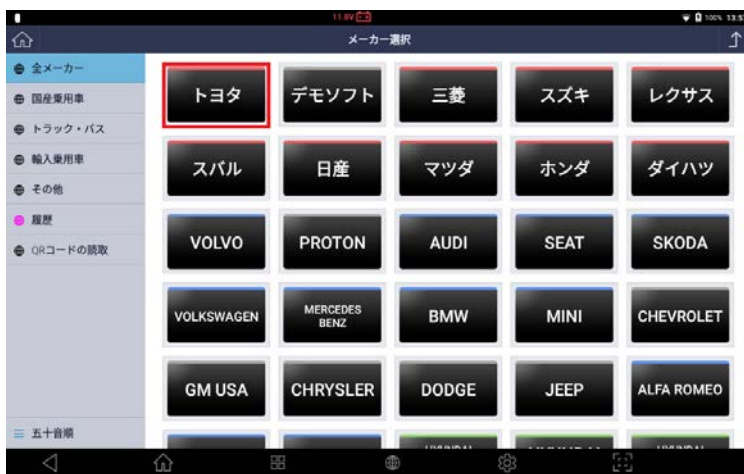 11.8V
100% 13:5
メーカー選択
全メーカー
国産乗用車
トラック・バス
輸入乗用車
その他
履歴
QRコードの読取
五十音順
トヨタ
デモソフト
三菱
スズキ
レクサス
スバル
日産
マツダ
ホンダ
ダイハツ
VOLVO
PROTON
AUDI
SEAT
SKODA
VOLKSWAGEN
MERCEDES
BENZ
BMW
MINI
CHEVROLET
GM USA
CHRYSLER
DODGE
JEEP
ALFA ROMEO